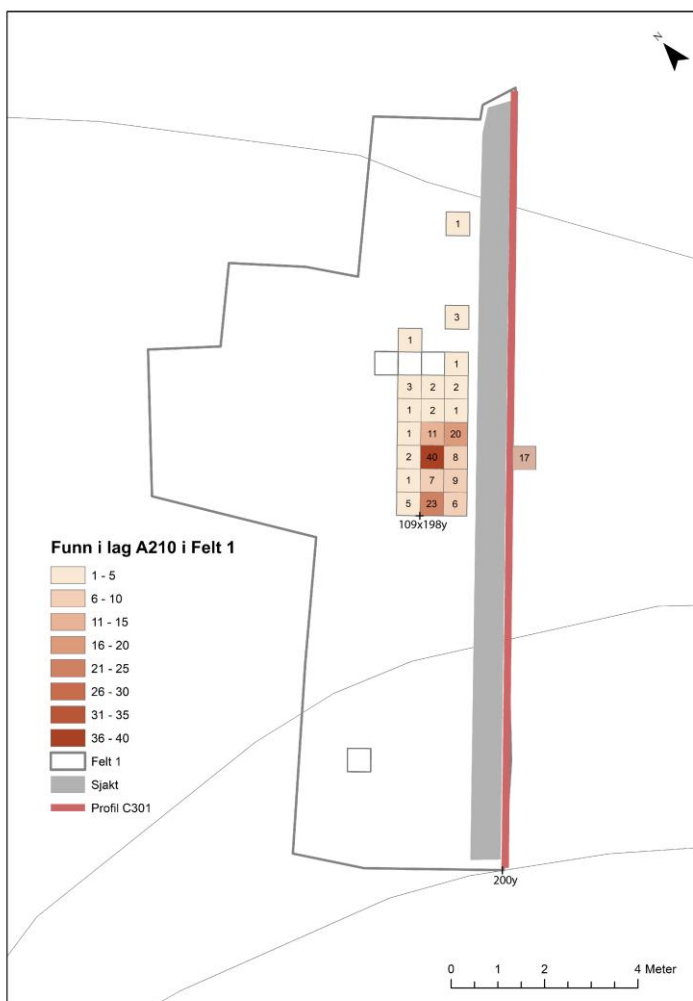 N
1
3
1
1
3 2 2
1 2 1
1 11 20
2 40 8 17
1 7 9
5 23 6
109x198y
Funn i lag A210 i Felt 1
1 - 5
6 - 10
11 - 15
16 - 20
21 - 25
26 - 30
31 - 35
36 - 40
Felt 1
Sjakt
Profil C301
200y
0 1 2 4 Meter